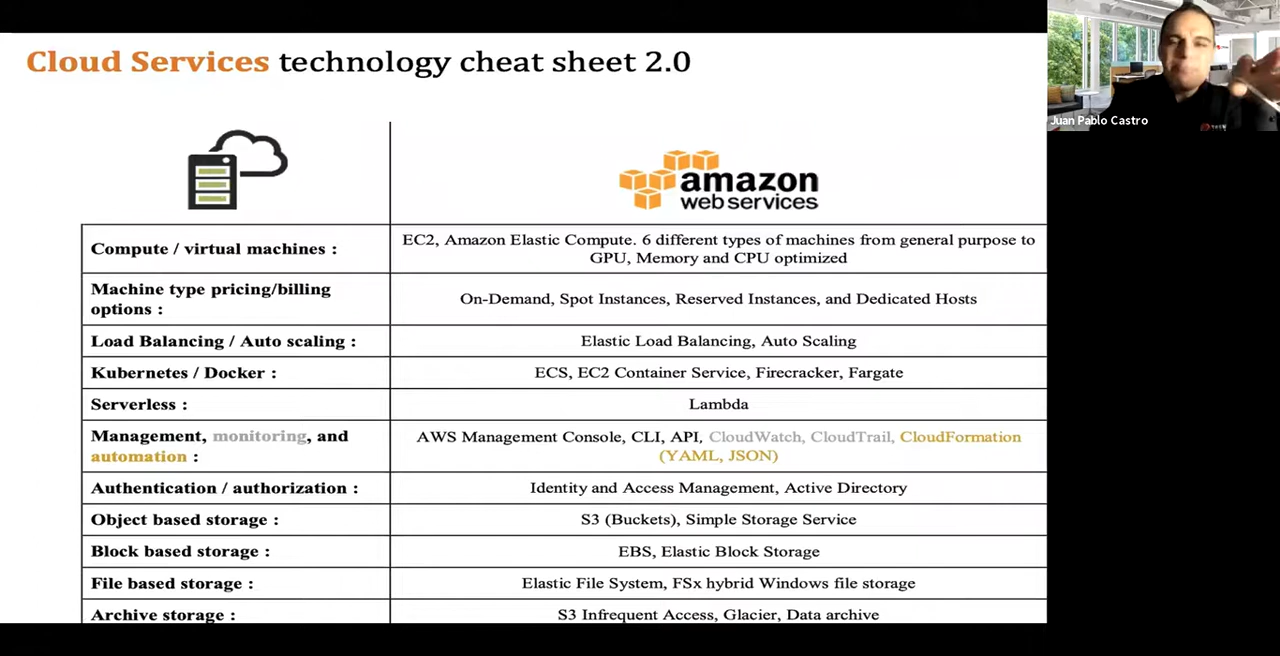 Cloud Services technology cheat sheet 2.0
Juan Pablo Castro
amazon
web services
Compute / virtual machines :
EC2, Amazon Elastic Compute. 6 different types of machines from general purpose to
GPU, Memory and CPU optimized
Machine type pricing/billing
options :
On-Demand, Spot Instances, Reserved Instances, and Dedicated Hosts
Load Balancing / Auto scaling :
Elastic Load Balancing, Auto Scaling
Kubernetes / Docker :
ECS, EC2 Container Service, Firecracker, Fargate
Serverless :
Lambda
Management, monitoring, and
automation :
AWS Management Console, CLI, API, CloudWatch, CloudTrail, CloudFormation
(YAML, JSON)
Authentication / authorization :
Identity and Access Management, Active Directory
Object based storage :
S3 (Buckets), Simple Storage Service
Block based storage :
EBS, Elastic Block Storage
File based storage :
Elastic File System, FSx hybrid Windows file storage
Archive storage :
S3 Infrequent Access, Glacier, Data archive